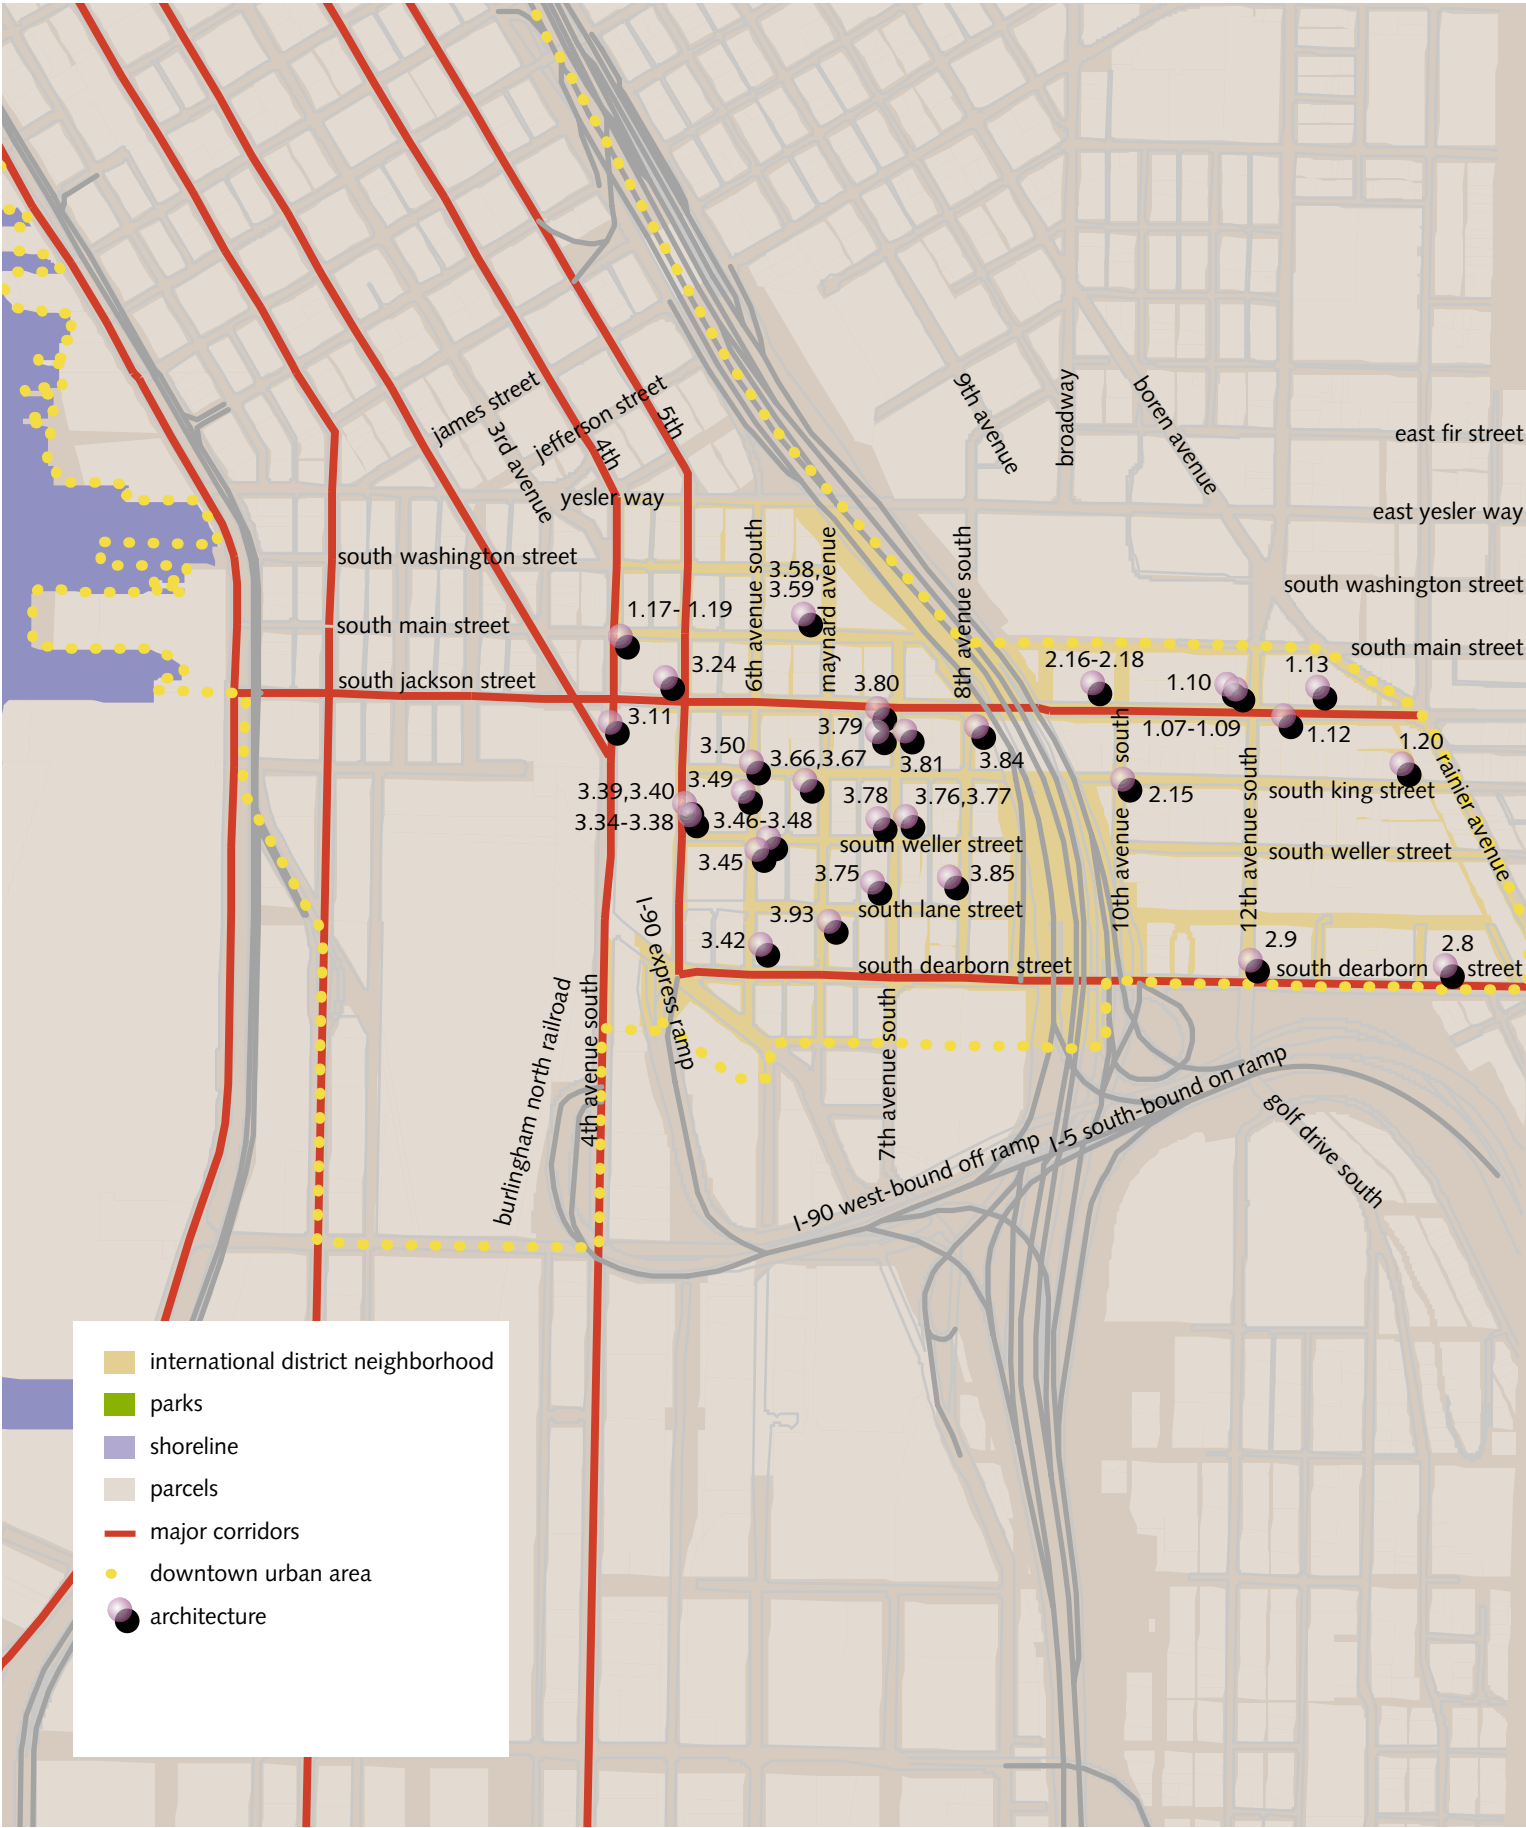 james street
jefferson street
3rd avenue
4th
5th
9th avenue
broadway
boren avenue
east fir street
yesler way
east yesler way
south washington street
6th avenue south
3.58,
3.59
maynard avenue
8th avenue south
south washington street
south main street
1.17- 1.19
south main street
south jackson street
3.24
3.80
2.16-2.18
1.10
1.13
3.11
3.79
3.81
3.84
1.07-1.09
1.12
1.20
3.50
3.66,3.67
3.49
3.39,3.40
3.34-3.38
3.46-3.48
3.78
3.76,3.77
10th avenue south
2.15
12th avenue south
south king street
rainier avenue
south weller street
south weller street
3.45
3.75
3.85
3.93
south lane street
3.42
south dearborn street
2.9
2.8
south dearborn street
I-90 express ramp
burlingham north railroad
4th avenue south
7th avenue south
I-90 west-bound off ramp
I-5 south-bound on ramp
golf drive south
international district neighborhood
parks
shoreline
parcels
major corridors
downtown urban area
architecture